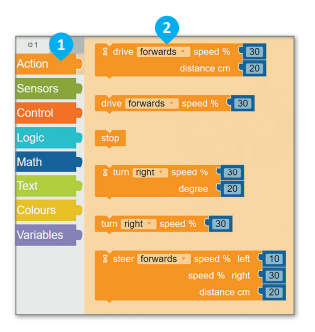 1
1
2
Action
Sensors
Control
Logic
Math
Text
Colours
Variables
drive forwards speed % 30
distance cm 20
drive forwards speed % 30
stop
turn right speed % 30
degree 20
turn right speed % 30
steer forwards speed % left 10
speed % right 30
distance cm 20